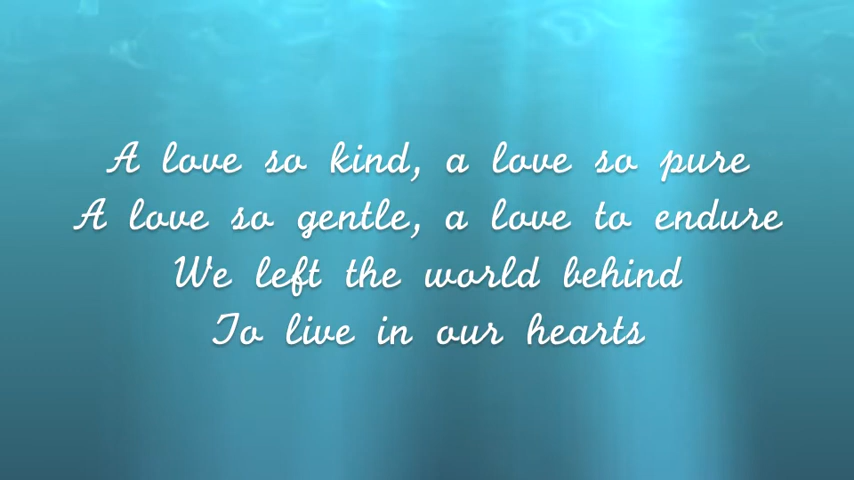 A love so kind, a love so pure
A love so gentle, a love to endure
We left the world behind
To live in our hearts